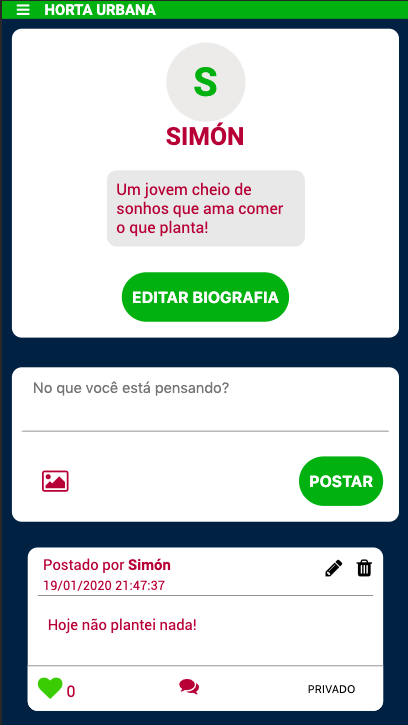 HORTA URBANA
S
SIMÓN
Um jovem cheio de
sonhos que ama comer
o que planta!
EDITAR BIOGRAFIA
No que você está pensando?
POSTAR
Postado por Simón
19/01/2020 21:47:37
Hoje não plantei nada!
0
PRIVADO